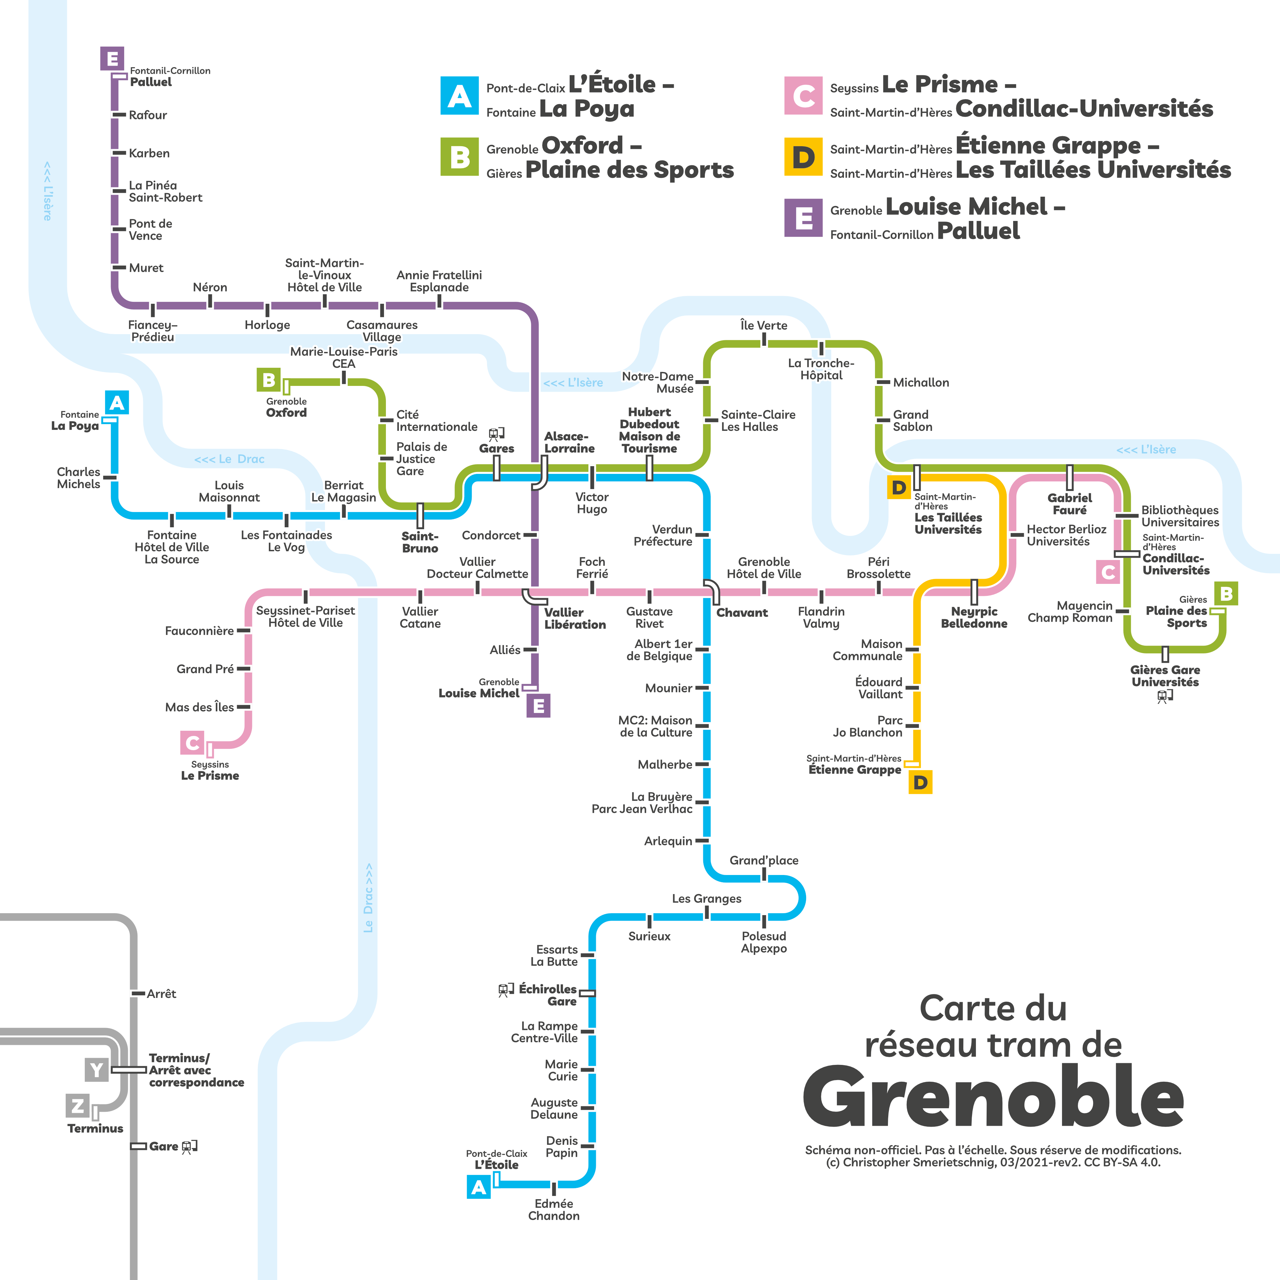 E
Fontanil-Cornillon
Palluel
Rafour
Karben
La Pinéa
Saint-Robert
Pont de
Vence
Muret
<<< L'Isère
A
Pont-de-Claix L'Étoile –
Fontaine La Poya
B
Grenoble Oxford –
Gières Plaine des Sports
C
Seyssins Le Prisme –
Saint-Martin-d'Hères Condillac-Universités
D
Saint-Martin-d'Hères Étienne Grappe –
Saint-Martin-d'Hères Les Taillées Universités
E
Grenoble Louise Michel –
Fontanil-Cornillon Palluel
Fiancey–
Prédieu
Néron
Horloge
Saint-Martin-
le-Vinoux
Hôtel de Ville
Casamaures
Village
Annie Fratellini
Esplanade
Marie-Louise-Paris
CEA
B
Grenoble
Oxford
Cité
Internationale
Palais de
Justice
Gare
<<< L'Isère
Île Verte
La Tronche-
Hôpital
Notre-Dame
Musée
Sainte-Claire
Les Halles
Michallon
Grand
Sablon
<<< L'Isère
A
Fontaine
La Poya
Charles
Michels
<<< Le Drac
Louis
Maisonnat
Berriat
Le Magasin
Fontaine
Hôtel de Ville
La Source
Les Fontainades
Le Vog
Saint-
Bruno
Gares
Alsace-
Lorraine
Victor
Hugo
Hubert
Dubedout
Maison de
Tourisme
Condorcet
Verdun
Préfecture
D
Saint-Martin-
d'Hères
Les Taillées
Universités
Gabriel
Fauré
Hector Berlioz
Universités
Bibliothèques
Universitaires
Saint-Martin-
d'Hères
Condillac-
Universités
C
Mayencin
Champ Roman
Gières
Plaine des
Sports
B
Gières Gare
Universités
Seyssinet-Pariset
Hôtel de Ville
Vallier
Catane
Vallier
Docteur Calmette
Vallier
Libération
Foch
Ferrié
Gustave
Rivet
Chavant
Grenoble
Hôtel de Ville
Flandrin
Valmy
Péri
Brossolette
Neyrpic
Belledonne
Fauconnière
Grand Pré
Mas des Îles
C
Seyssins
Le Prisme
Alliés
Grenoble
Louise Michel
E
Albert 1er
de Belgique
Mounier
MC2: Maison
de la Culture
Malherbe
La Bruyère
Parc Jean Verlhac
Arlequin
Grand'place
Les Granges
Surieux
Polesud
Alpexpo
Maison
Communale
Édouard
Vaillant
Parc
Jo Blanchon
Saint-Martin-d'Hères
Étienne Grappe
D
Le Drac >>>
Essarts
La Butte
Échirolles
Gare
La Rampe
Centre-Ville
Marie
Curie
Auguste
Delaune
Denis
Papin
Pont-de-Claix
L'Étoile
A
Edmée
Chandon
Arrêt
Y
Terminus/
Arrêt avec
correspondance
Z
Terminus
Gare
Carte du
réseau tram de
Grenoble
Schéma non-officiel. Pas à l'échelle. Sous réserve de modifications.
(c) Christopher Smerietschnig, 03/2021-rev2. CC BY-SA 4.0.